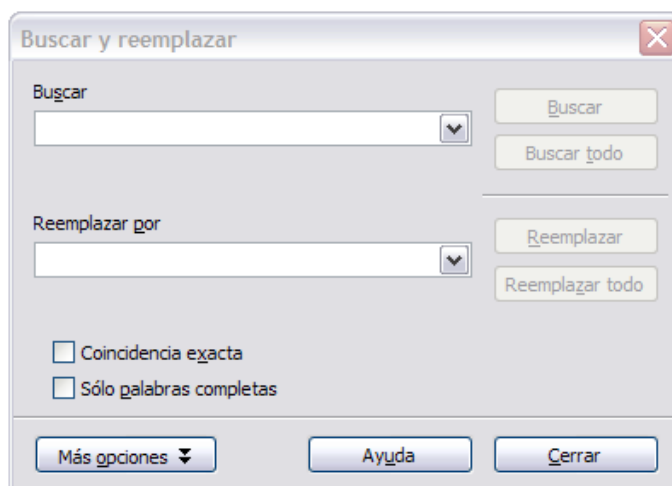 Buscar y reemplazar
Buscar
Buscar
Buscar todo
Reemplazar por
Reemplazar
Reemplazar todo
Coincidencia exacta
Sólo palabras completas
Más opciones
Ayuda
Cerrar